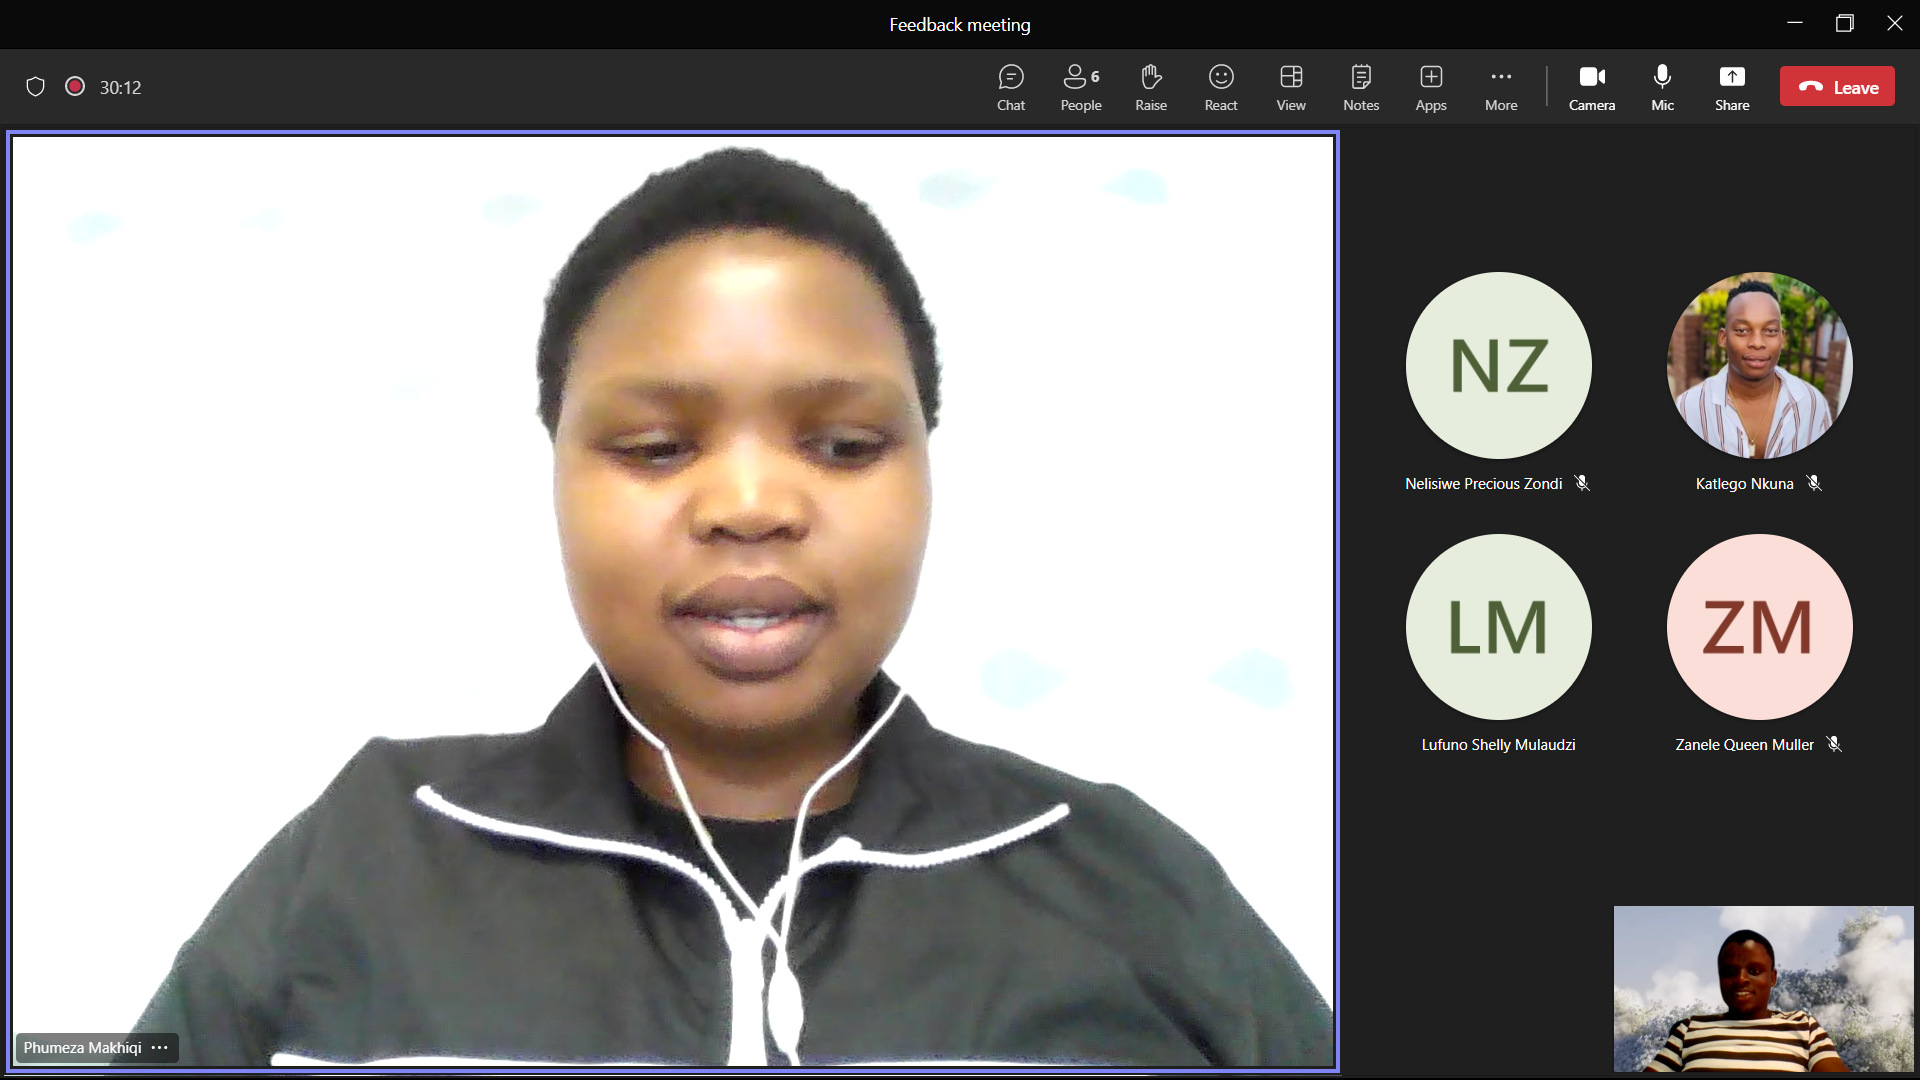 Feedback meeting
30:12
Chat
People 6
Raise
React
View
Notes
Apps
More
Camera
Mic
Share
Leave
NZ
Nelisiwe Precious Zondi
Katlego Nkuna
LM
Lufuno Shelly Mulaudzi
ZM
Zanele Queen Muller
Phumeza Makhiqi